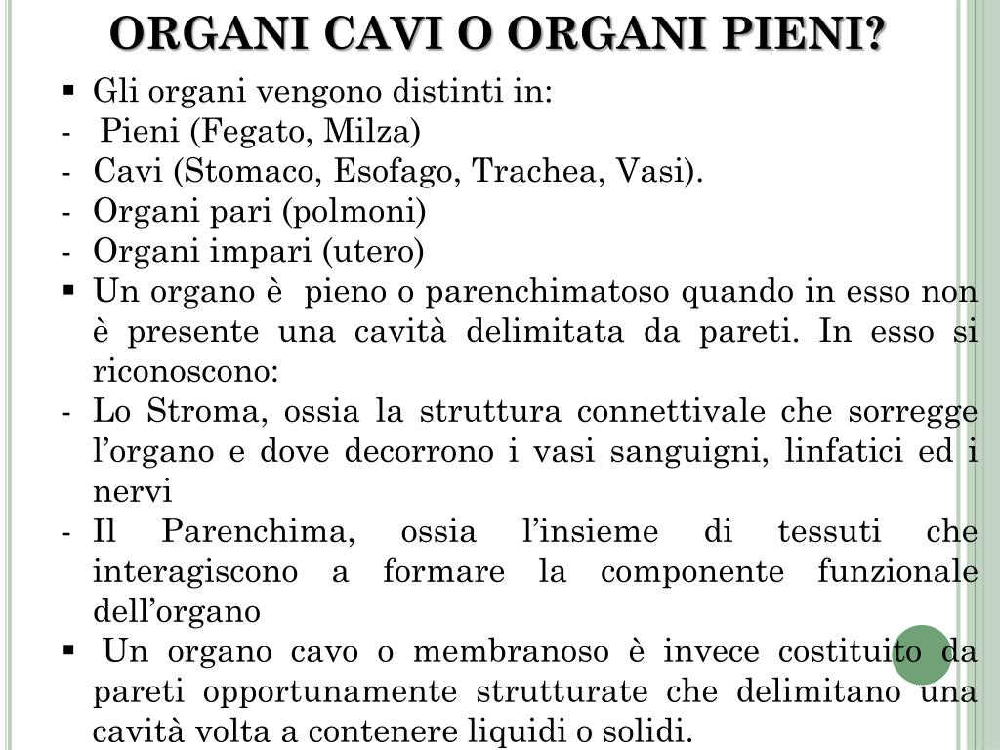 ORGANI CAVI O ORGANI PIENI?
▪ Gli organi vengono distinti in:
- Pieni (Fegato, Milza)
- Cavi (Stomaco, Esofago, Trachea, Vasi).
- Organi pari (polmoni)
- Organi impari (utero)
▪ Un organo è pieno o parenchimatoso quando in esso non
è presente una cavità delimitata da pareti. In esso si
riconoscono:
- Lo Stroma, ossia la struttura connettivale che sorregge
l’organo e dove decorrono i vasi sanguigni, linfatici ed i
nervi
- Il Parenchima, ossia l’insieme di tessuti che
interagiscono a formare la componente funzionale
dell’organo
▪ Un organo cavo o membranoso è invece costituito da
pareti opportunamente strutturate che delimitano una
cavità volta a contenere liquidi o solidi.